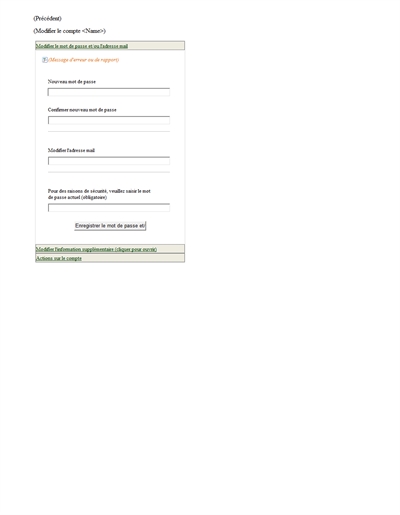 (Précédent)
(Modifier le compte <Name>)
Modifier le mot de passe et/ou l'adresse mail
(Message d'erreur ou de rapport)
Nouveau mot de passe
Confirmer nouveau mot de passe
Modifier l'adresse mail
Pour des raisons de sécurité, veuillez saisir le mot
de passe actuel (obligatoire)
Enregistrer le mot de passe et/
Modifier l'information supplémentaire (cliquer pour ouvrir)
Actions sur le compte